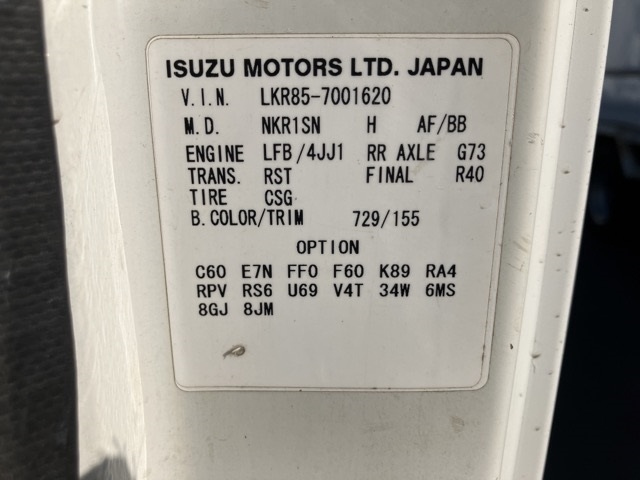 ISUZU MOTORS LTD. JAPAN
V.I.N. LKR85-7001620
M.D. NKR1SN H AF/BB
ENGINE LFB/4JJ1 RR AXLE G73
TRANS. RST FINAL R40
TIRE CSG
B.COLOR/TRIM 729/155
OPTION
C60 E7N FF0 F60 K89 RA4
RPV RS6 U69 V4T 34W 6MS
8GJ 8JM